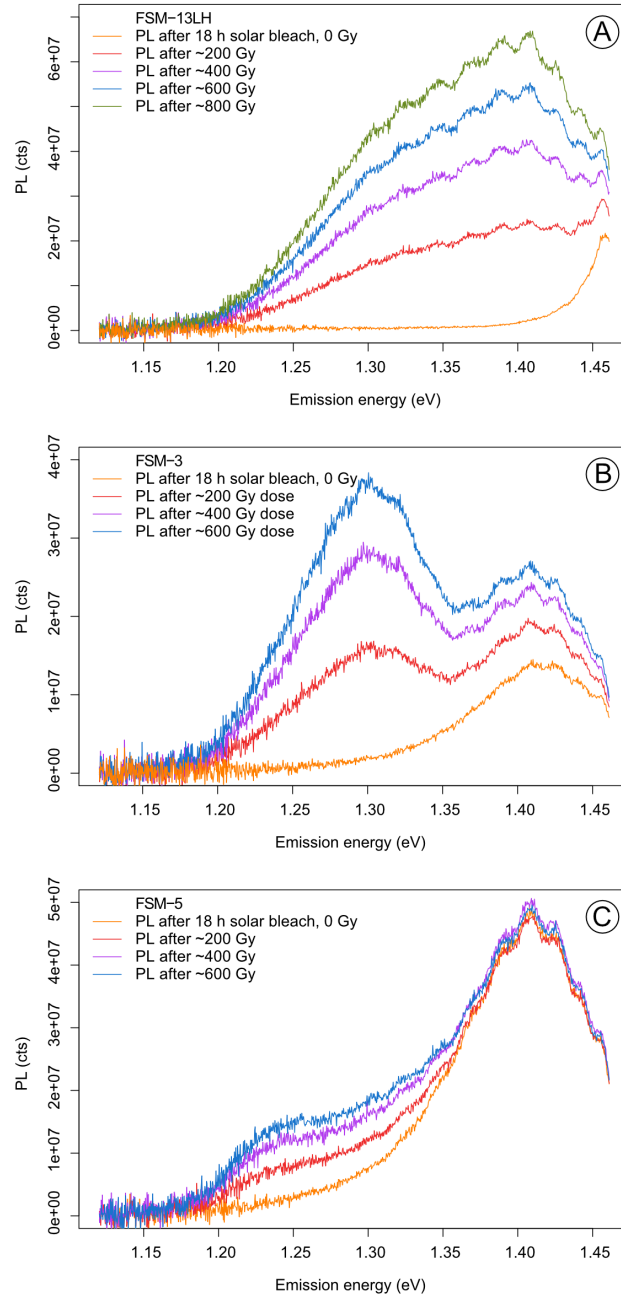 FSM−13LH
A
PL after 18 h solar bleach, 0 Gy
PL after ~200 Gy
PL after ~400 Gy
PL after ~600 Gy
PL after ~800 Gy
PL (cts)
0e+00
2e+07
4e+07
6e+07
1.15
1.20
1.25
1.30
1.35
1.40
1.45
Emission energy (eV)
FSM−3
B
PL after 18 h solar bleach, 0 Gy
PL after ~200 Gy dose
PL after ~400 Gy dose
PL after ~600 Gy dose
PL (cts)
0e+00
1e+07
2e+07
3e+07
4e+07
1.15
1.20
1.25
1.30
1.35
1.40
1.45
Emission energy (eV)
FSM−5
C
PL after 18 h solar bleach, 0 Gy
PL after ~200 Gy
PL after ~400 Gy
PL after ~600 Gy
PL (cts)
0e+00
1e+07
2e+07
3e+07
4e+07
5e+07
1.15
1.20
1.25
1.30
1.35
1.40
1.45
Emission energy (eV)